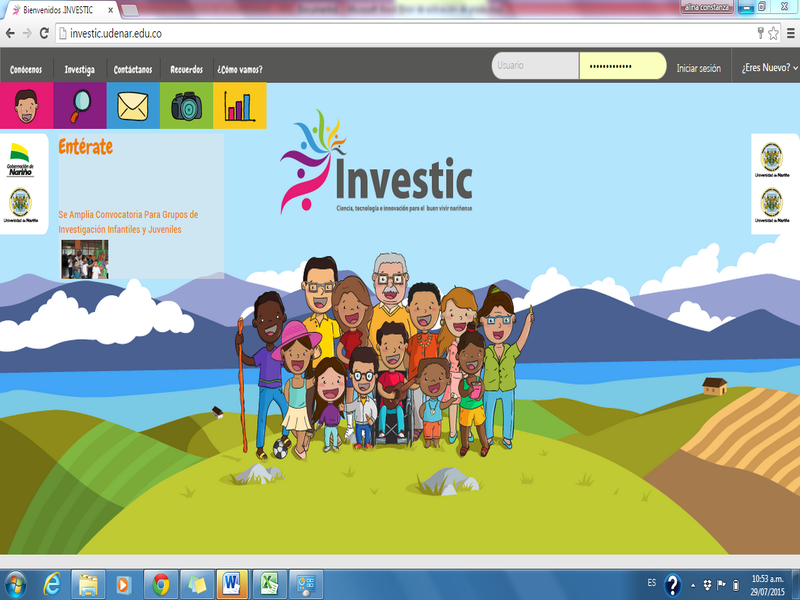 Bienvenidos .INVESTIC
alina constanza
investic.udenar.edu.co
Conócenos
Investiga
Contáctanos
Recuerdos
¿Cómo vamos?
Usuario
••••••••••••
Iniciar sesión
¿Eres Nuevo?
Entérate
Se Amplía Convocatoria Para Grupos de
Investigación Infantiles y Juveniles
Gobernación de
Nariño
Universidad de Nariño
Investic
Ciencia, tecnología e innovación para el buen vivir nariñense
Universidad de Nariño
Universidad de Nariño
ES
10:53 a.m.
29/07/2015